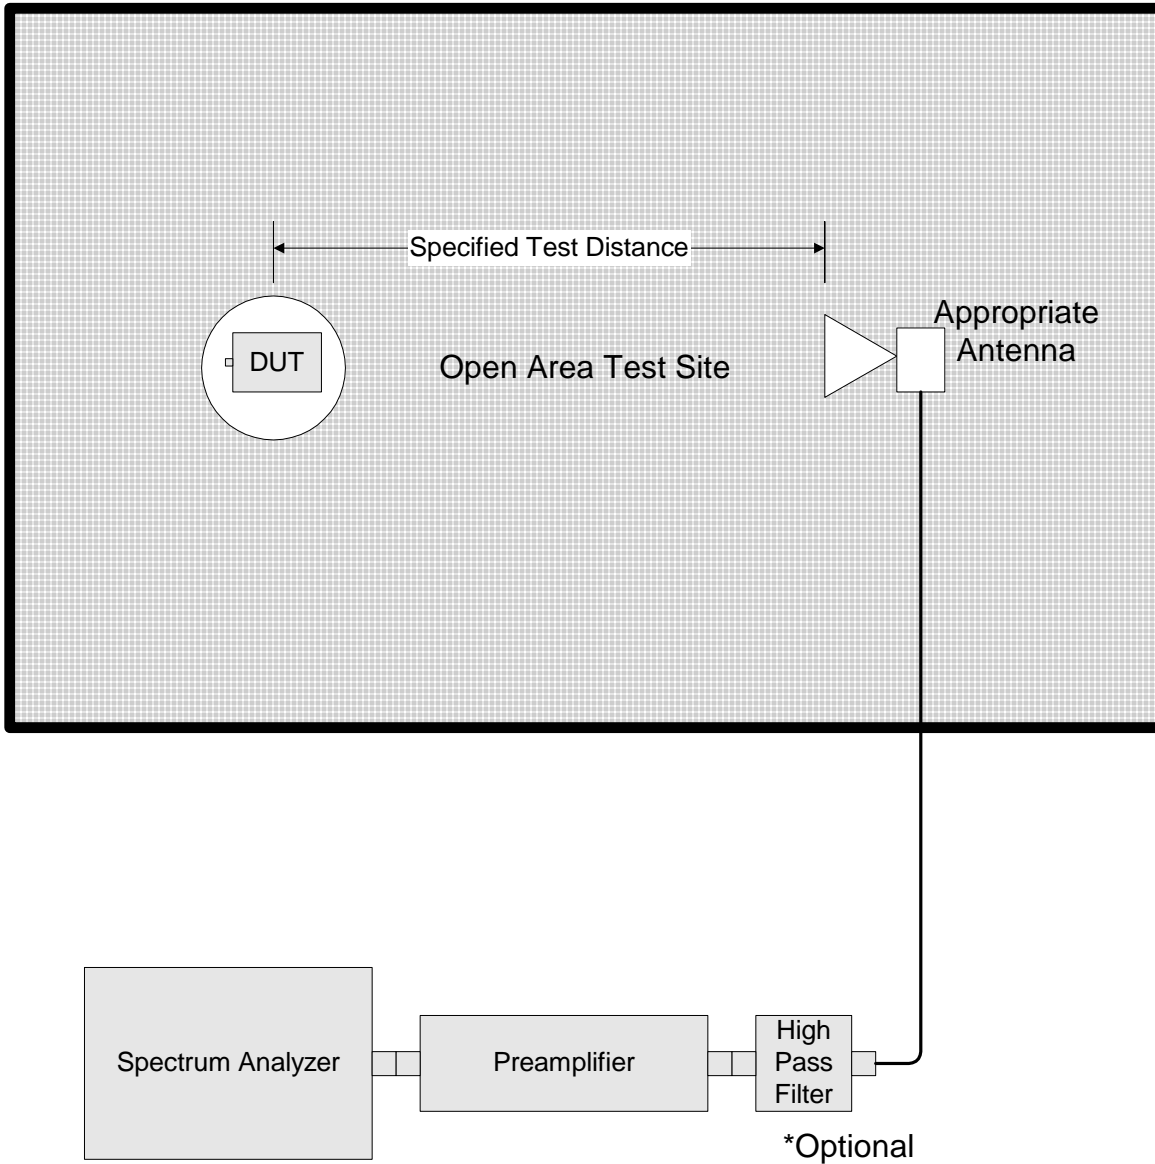 Specified Test Distance
Appropriate
Antenna
DUT
Open Area Test Site
Spectrum Analyzer
Preamplifier
High
Pass
Filter
*Optional